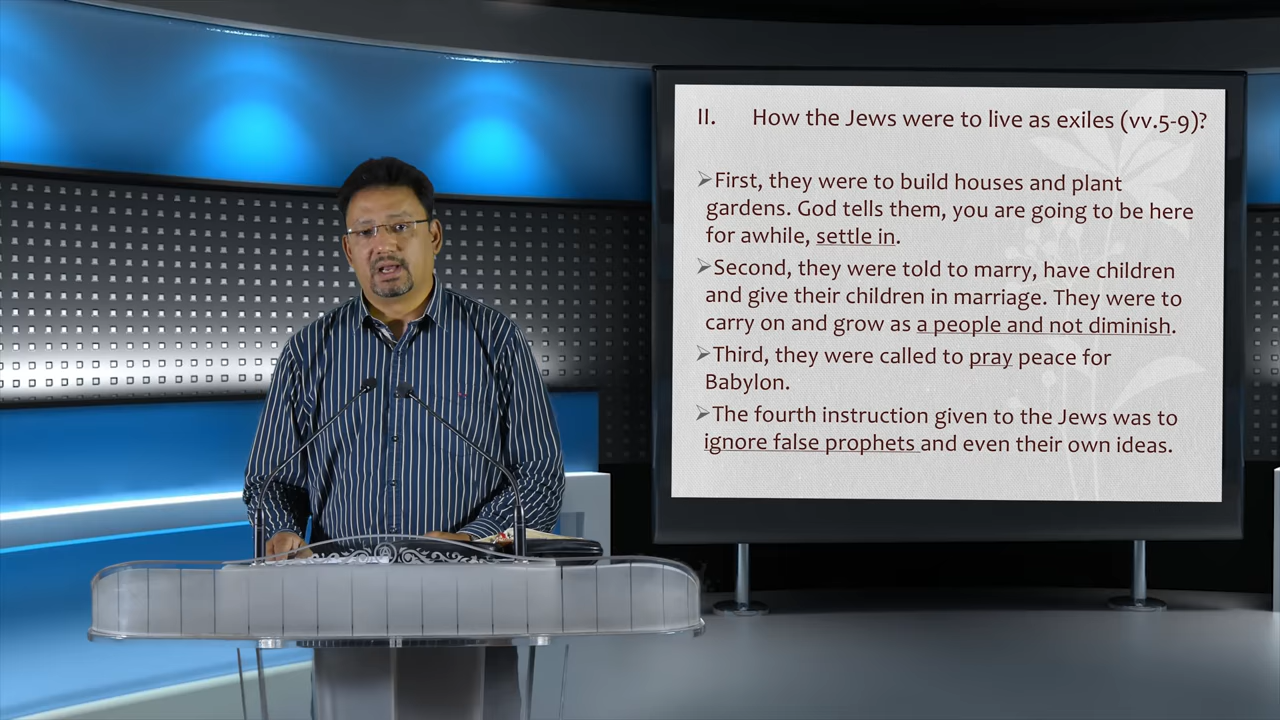 II. How the Jews were to live as exiles (vv.5-9)?
➢First, they were to build houses and plant
gardens. God tells them, you are going to be here
for awhile, settle in.
➢Second, they were told to marry, have children
and give their children in marriage. They were to
carry on and grow as a people and not diminish.
➢Third, they were called to pray peace for
Babylon.
➢The fourth instruction given to the Jews was to
ignore false prophets and even their own ideas.